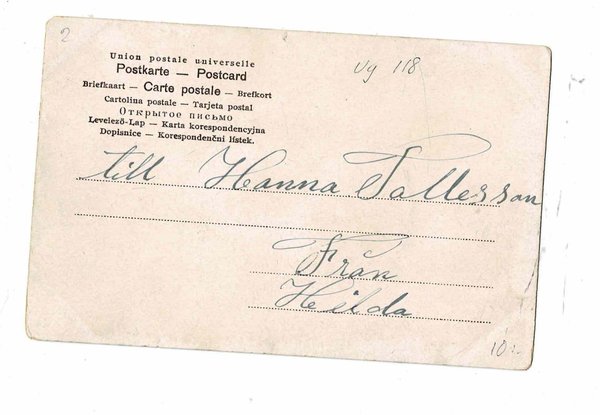 2
Union postale universelle
Postkarte — Postcard
Briefkaart — Carte postale — Brefkort
Cartolina postale — Tarjeta postal
Открытое письмо
Levelező-Lap — Karta korespondencyjna
Dopisnice — Korespondenční lístek.
Vy 118
till Hanna Tallesson
Från
Hilda
10:-